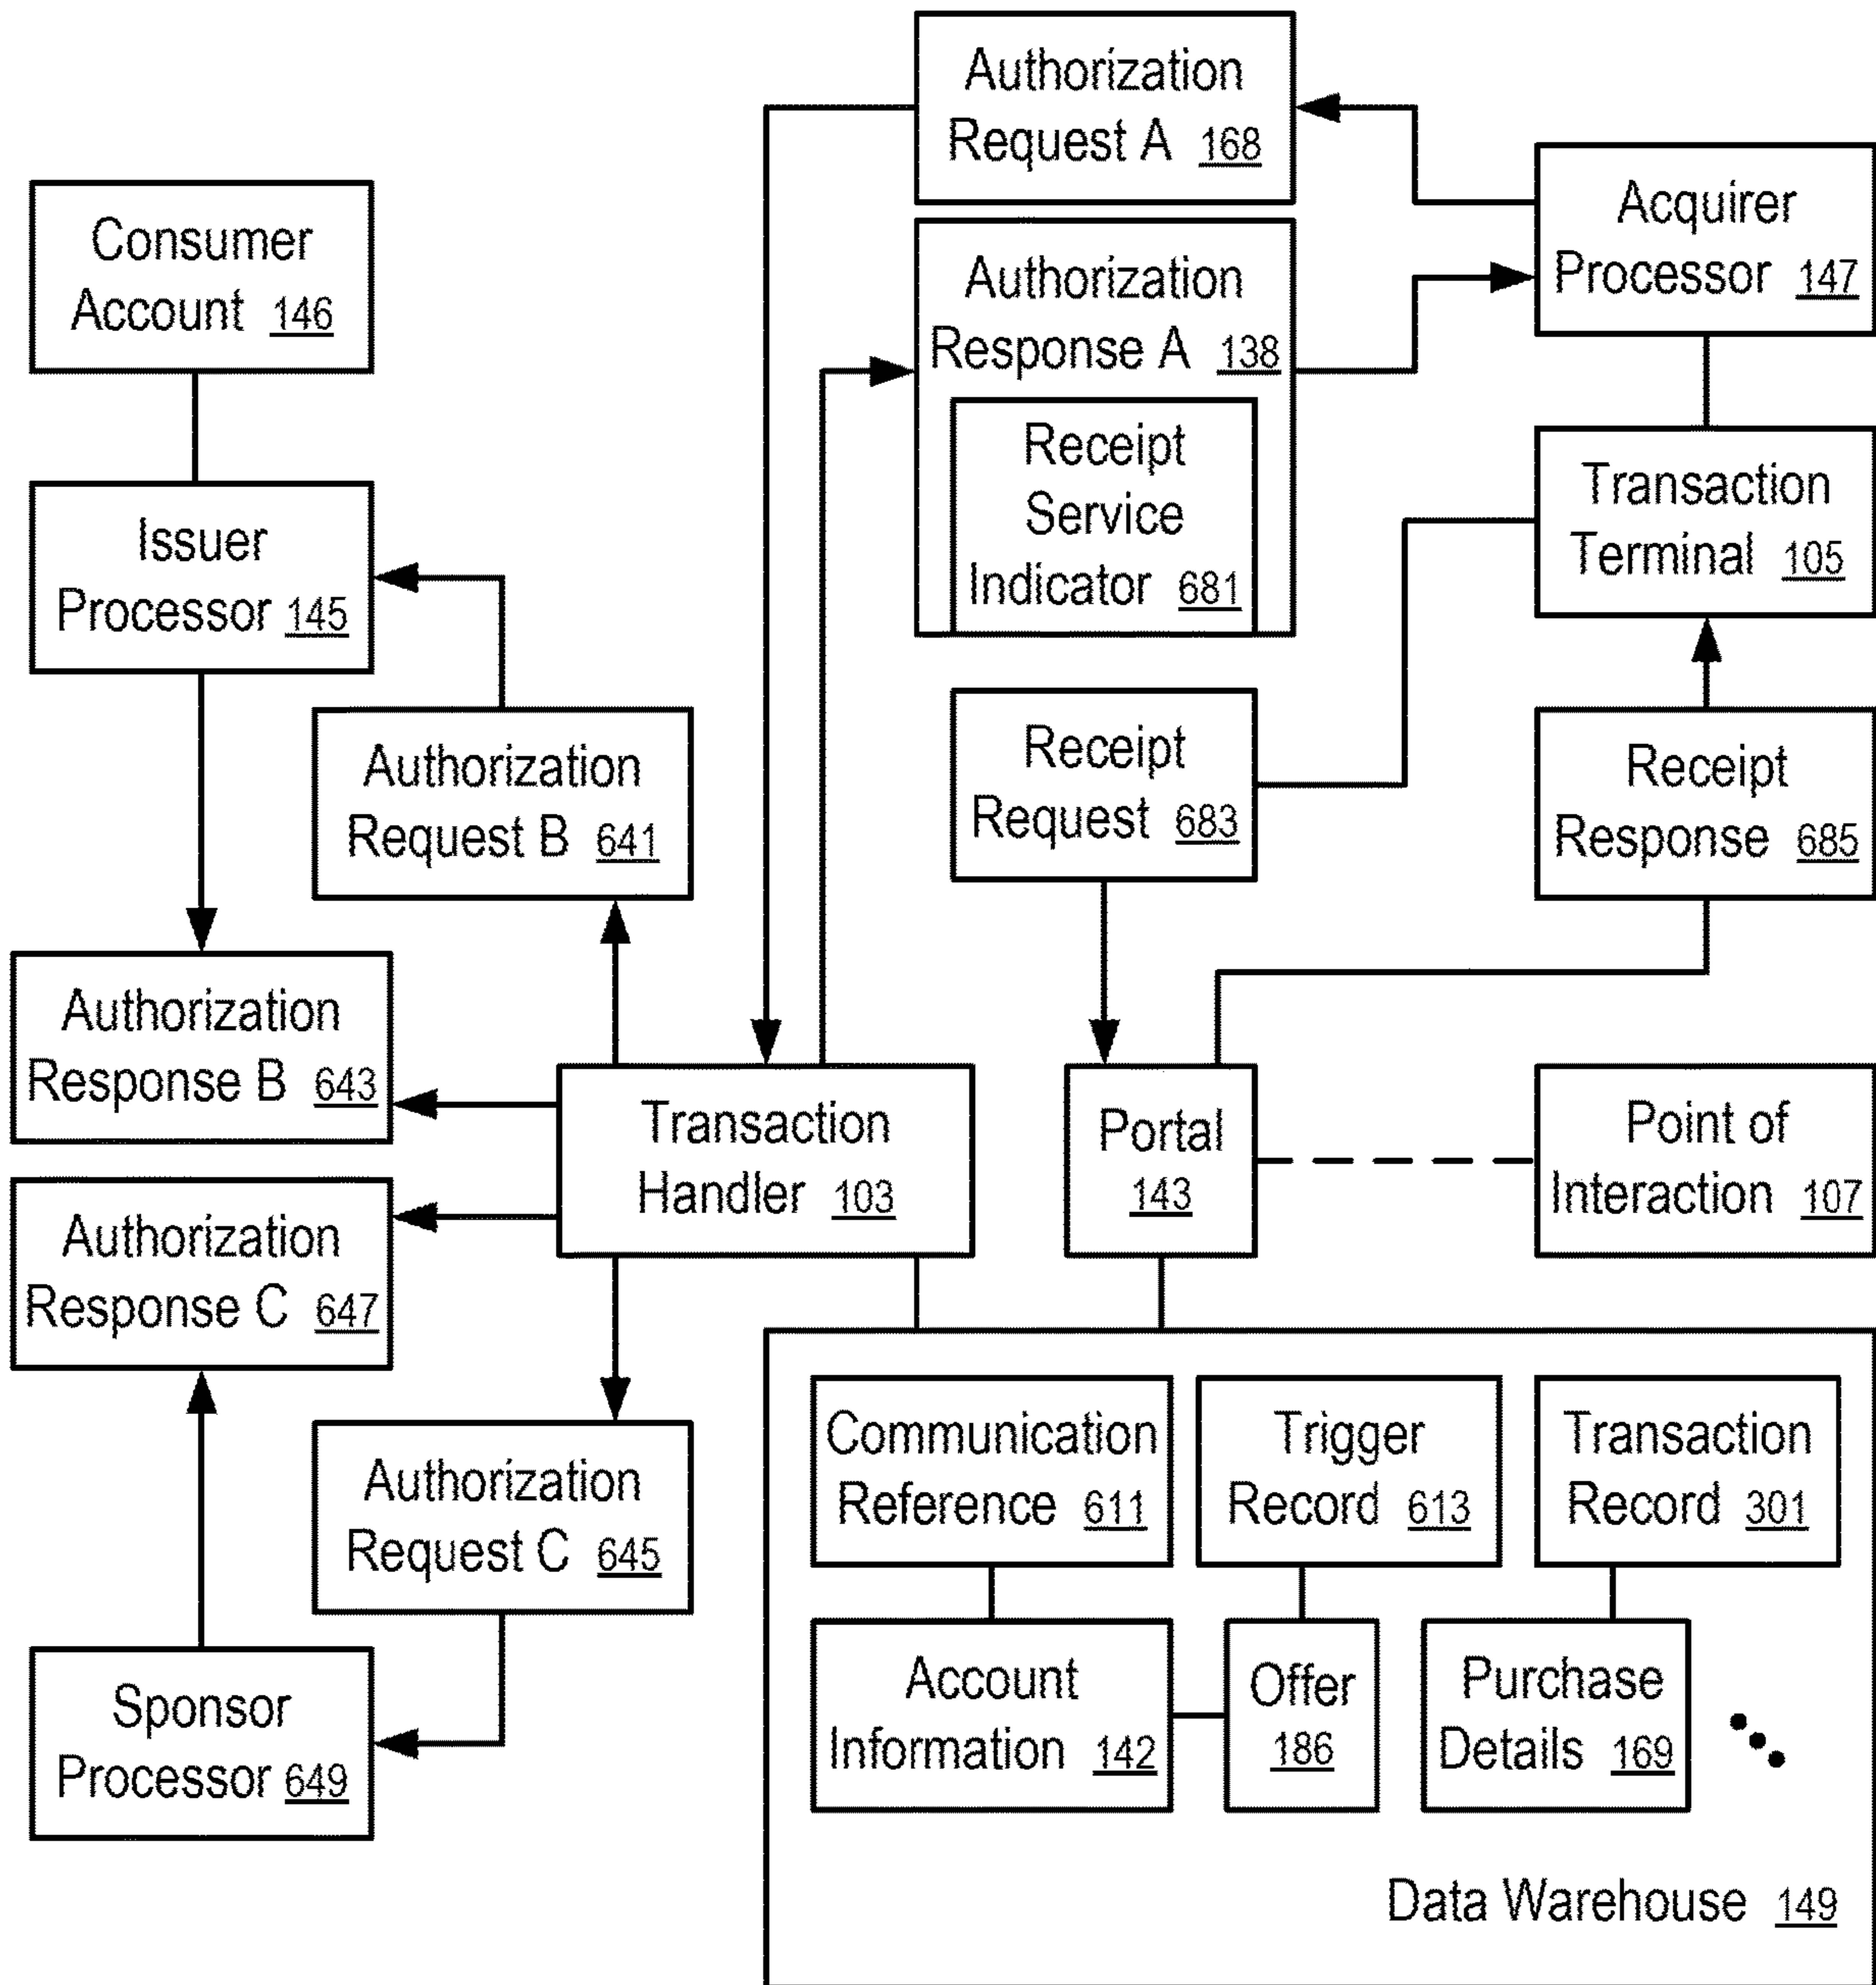 Authorization
Request A 168
Consumer
Account 146
Acquirer
Processor 147
Authorization
Response A 138
Receipt
Service
Indicator 681
Issuer
Processor 145
Transaction
Terminal 105
Authorization
Request B 641
Receipt
Request 683
Receipt
Response 685
Authorization
Response B 643
Transaction
Handler 103
Portal
143
Point of
Interaction 107
Authorization
Response C 647
Authorization
Request C 645
Sponsor
Processor 649
Communication
Reference 611
Trigger
Record 613
Transaction
Record 301
Account
Information 142
Offer
186
Purchase
Details 169
Data Warehouse 149